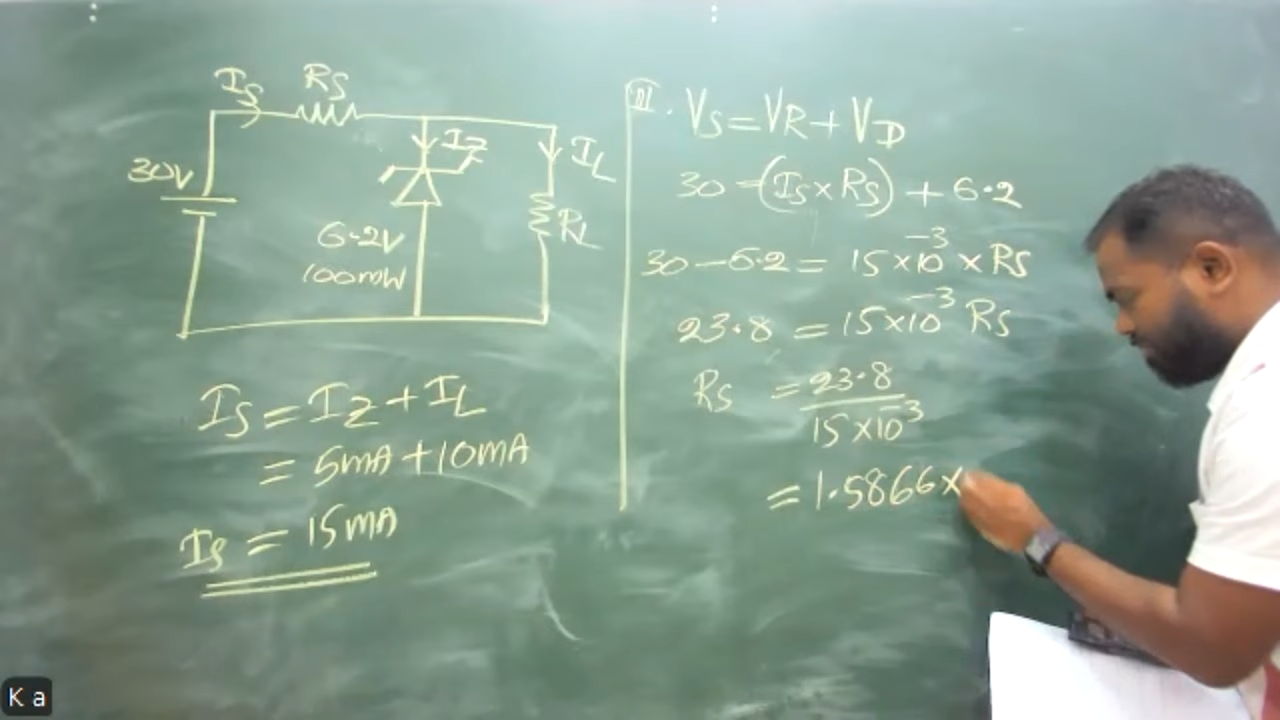 Is Rs
30V
Iz
IL
6.2V
100mW
RL
Is = Iz + IL
= 5mA + 10mA
Is = 15mA
II. Vs = VR + VD
30 = (Is × Rs) + 6.2
30 − 6.2 = 15 × 10⁻³ × Rs
23.8 = 15 × 10⁻³ Rs
Rs = 23.8
15 × 10⁻³
= 1.5866 ×
K a